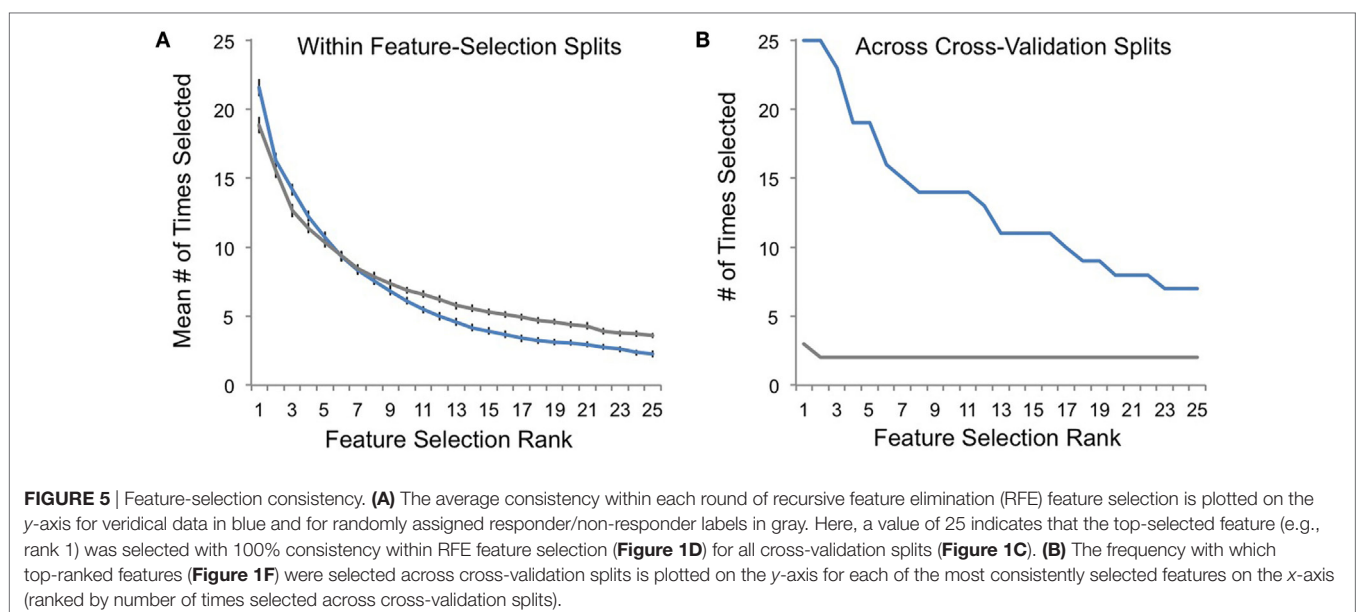 A
Within Feature-Selection Splits
25
20
15
10
5
0
Mean # of Times Selected
1 3 5 7 9 11 13 15 17 19 21 23 25
Feature Selection Rank
B
Across Cross-Validation Splits
25
20
15
10
5
0
# of Times Selected
1 3 5 7 9 11 13 15 17 19 21 23 25
Feature Selection Rank
FIGURE 5 | Feature-selection consistency. (A) The average consistency within each round of recursive feature elimination (RFE) feature selection is plotted on the
y-axis for veridical data in blue and for randomly assigned responder/non-responder labels in gray. Here, a value of 25 indicates that the top-selected feature (e.g.,
rank 1) was selected with 100% consistency within RFE feature selection (Figure 1D) for all cross-validation splits (Figure 1C). (B) The frequency with which
top-ranked features (Figure 1F) were selected across cross-validation splits is plotted on the y-axis for each of the most consistently selected features on the x-axis
(ranked by number of times selected across cross-validation splits).